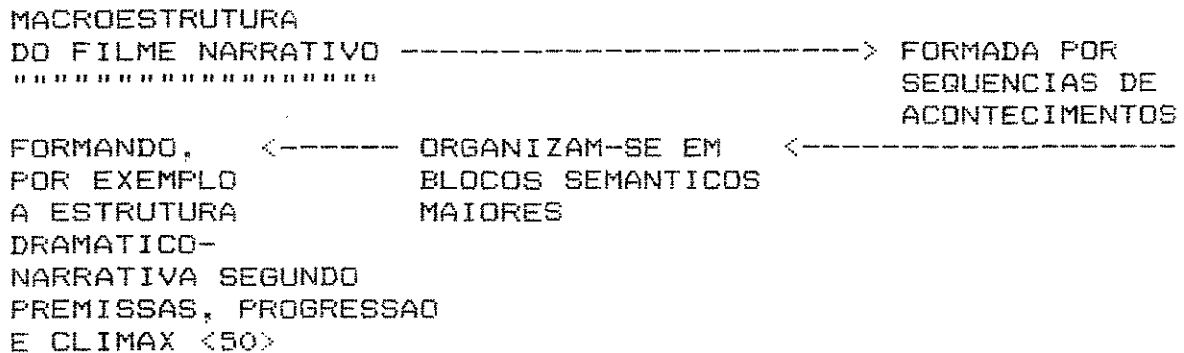 MACROESTRUTURA
DO FILME NARRATIVO -----------------------> FORMADA POR
"""""""""""""""""" SEQUENCIAS DE
ACONTECIMENTOS
FORMANDO, <------ ORGANIZAM-SE EM <-------------------
POR EXEMPLO BLOCOS SEMANTICOS
A ESTRUTURA MAIORES
DRAMATICO-
NARRATIVA SEGUNDO
PREMISSAS, PROGRESSAO
E CLIMAX <50>